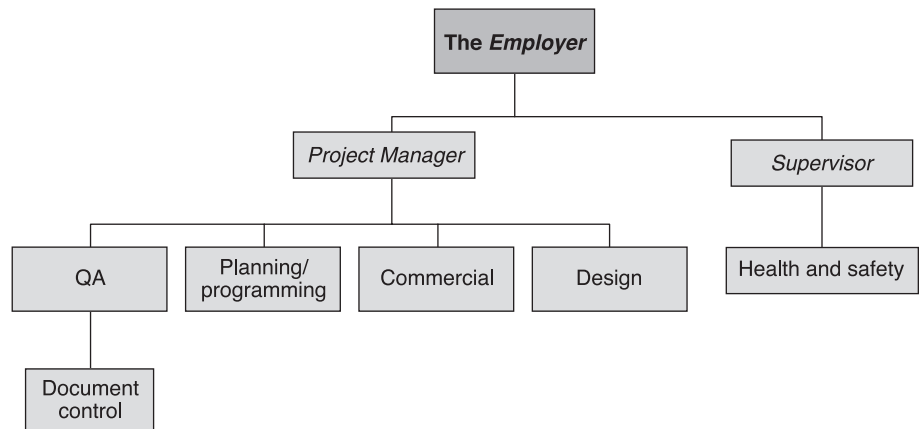 The Employer
Project Manager
Supervisor
QA
Planning/
programming
Commercial
Design
Health and safety
Document
control